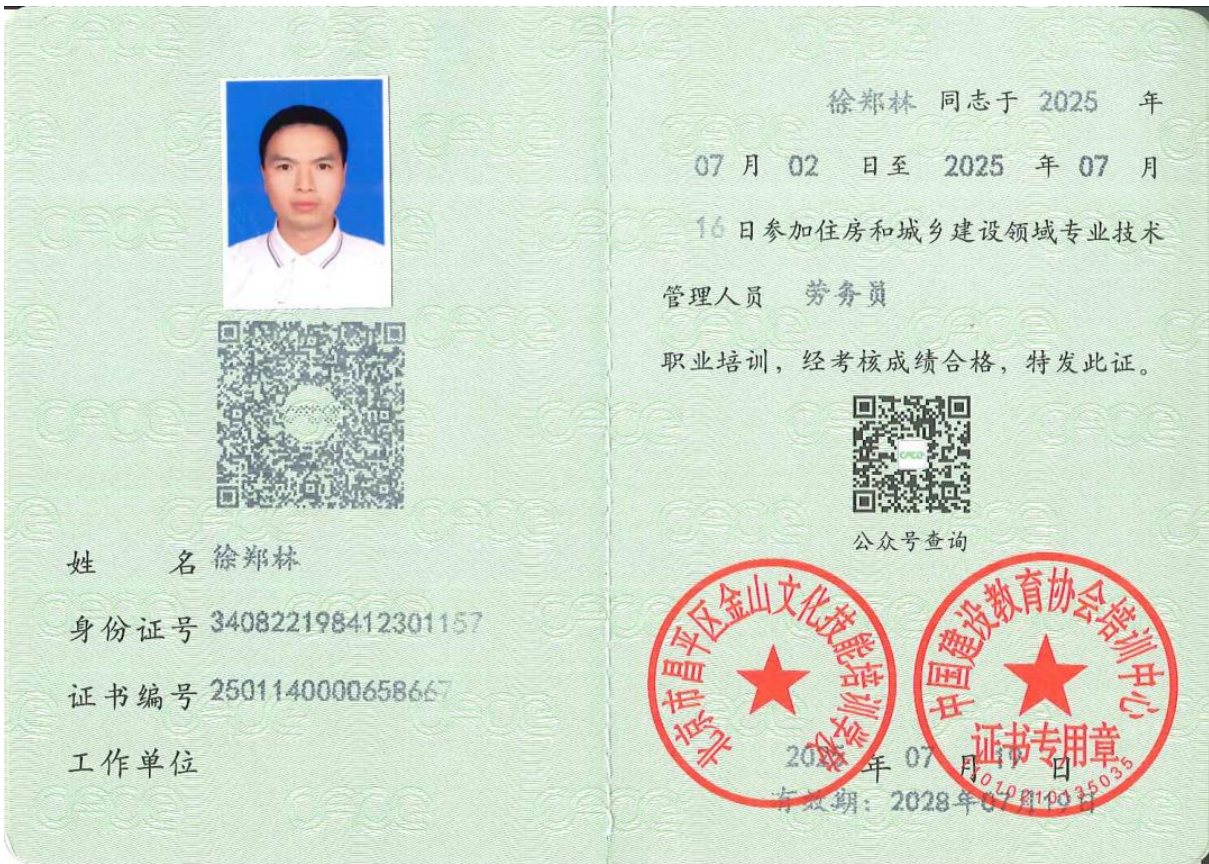 姓 名 徐郑林
身份证号 340822198412301157
证书编号 2501140000658667
工作单位
徐郑林 同志于 2025 年
07 月 02 日至 2025 年 07 月
16 日参加住房和城乡建设领域专业技术
管理人员 劳务员
职业培训，经考核成绩合格，特发此证。
cece
公众号查询
北京市昌平区金山文化技能培训学校
中国建设教育协会培训中心
证书专用章
11010210135035
2025 年 07 月 19 日
有效期：2028年07月19日